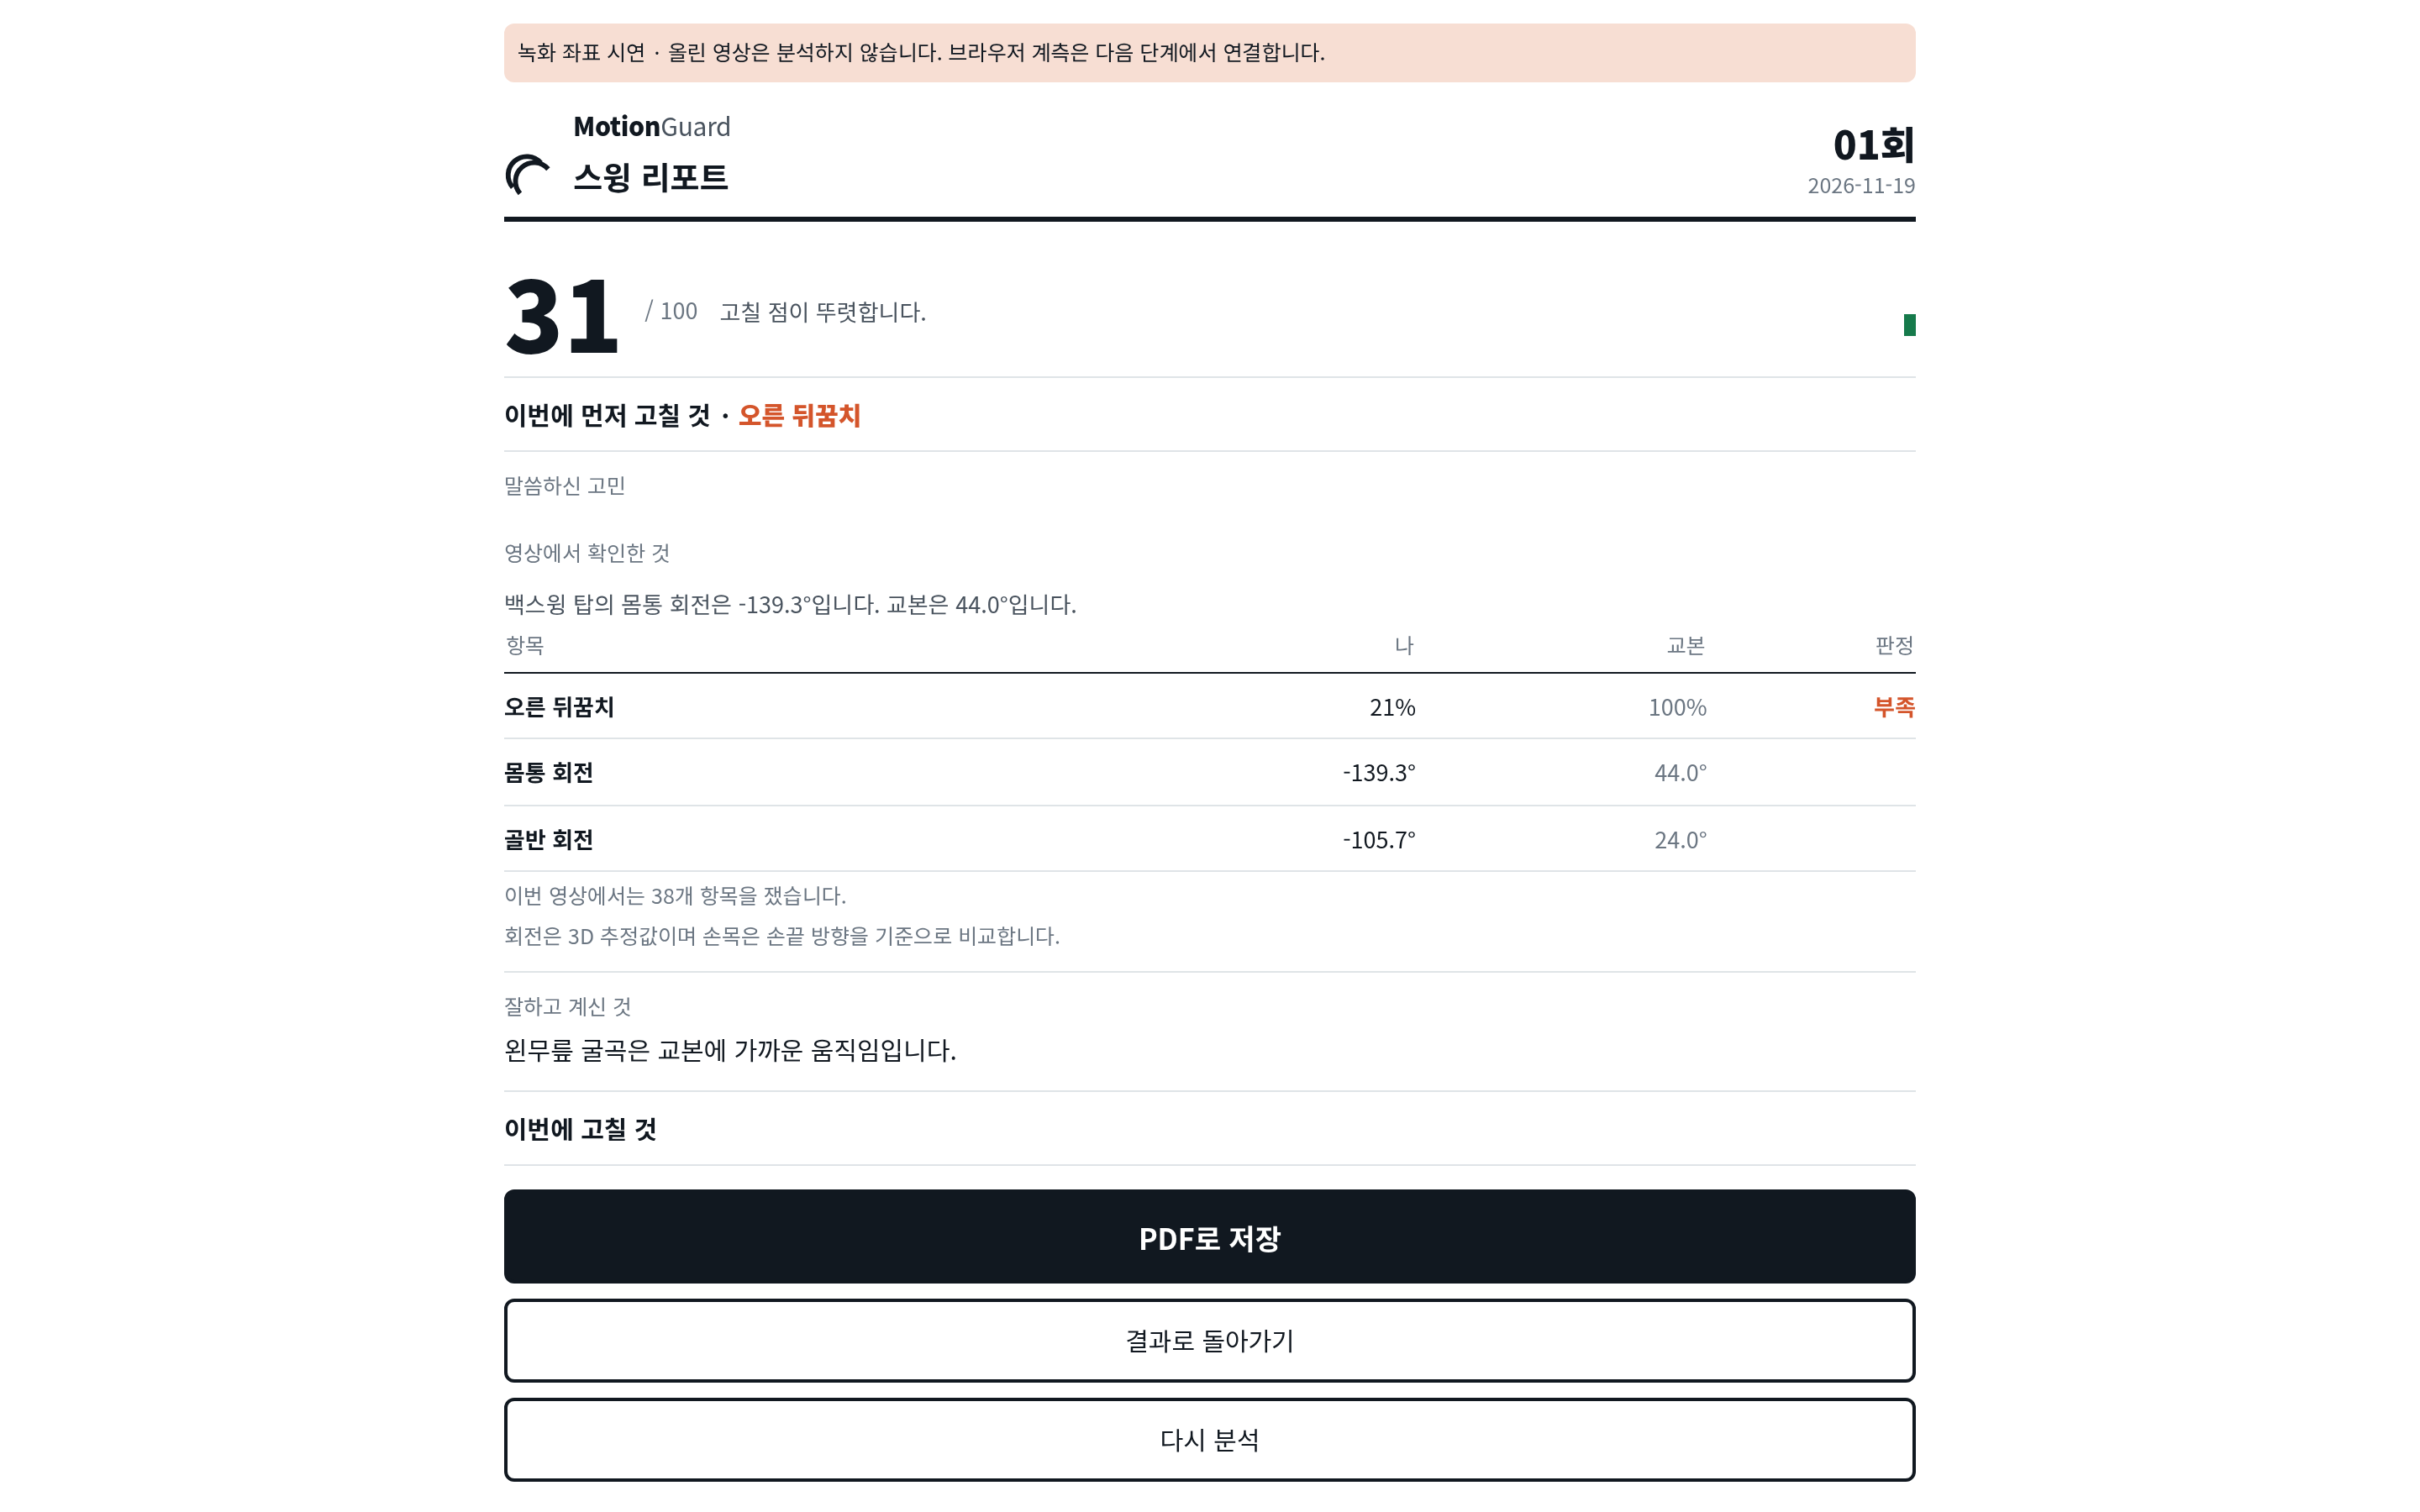 녹화 좌표 시연 · 올린 영상은 분석하지 않습니다. 브라우저 계측은 다음 단계에서 연결합니다.
MotionGuard
스윙 리포트
01회
2026-11-19
31 / 100 고칠 점이 뚜렷합니다.
이번에 먼저 고칠 것 · 오른 뒤꿈치
말씀하신 고민
영상에서 확인한 것
백스윙 탑의 몸통 회전은 -139.3°입니다. 교본은 44.0°입니다.
항목 나 교본 판정
오른 뒤꿈치 21% 100% 부족
몸통 회전 -139.3° 44.0°
골반 회전 -105.7° 24.0°
이번 영상에서는 38개 항목을 쟀습니다.
회전은 3D 추정값이며 손목은 손끝 방향을 기준으로 비교합니다.
잘하고 계신 것
왼무릎 굴곡은 교본에 가까운 움직임입니다.
이번에 고칠 것
PDF로 저장
결과로 돌아가기
다시 분석